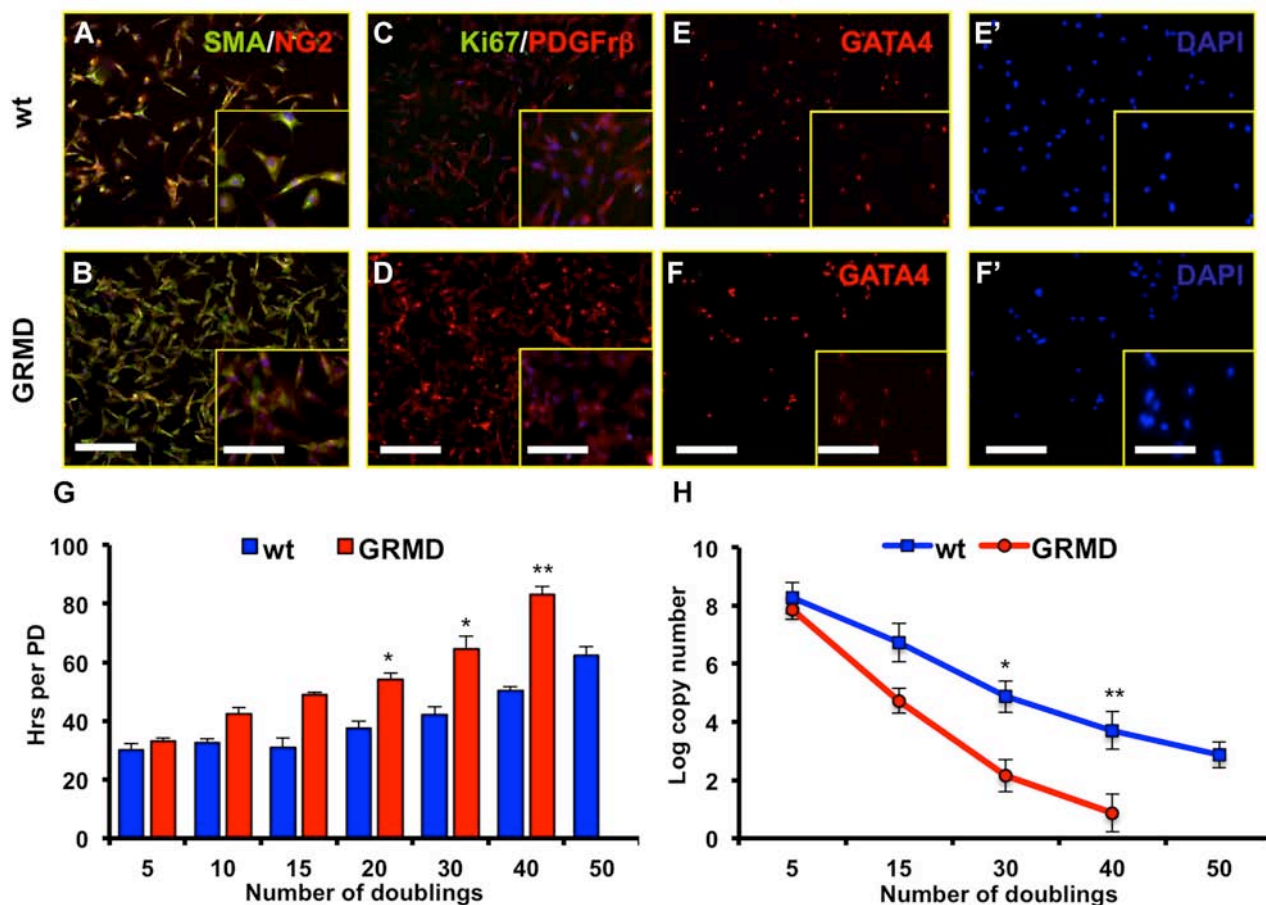 A SMA/NG2 C Ki67/PDGFrβ E GATA4 E’ DAPI
wt
B D F GATA4 F’ DAPI
GRMD
G
wt GRMD
100
80
60
40
20
0
Hrs per PD
*
*
**
5 10 15 20 30 40 50
Number of doublings
H
wt GRMD
10
8
6
4
2
0
Log copy number
*
**
5 15 30 40 50
Number of doublings